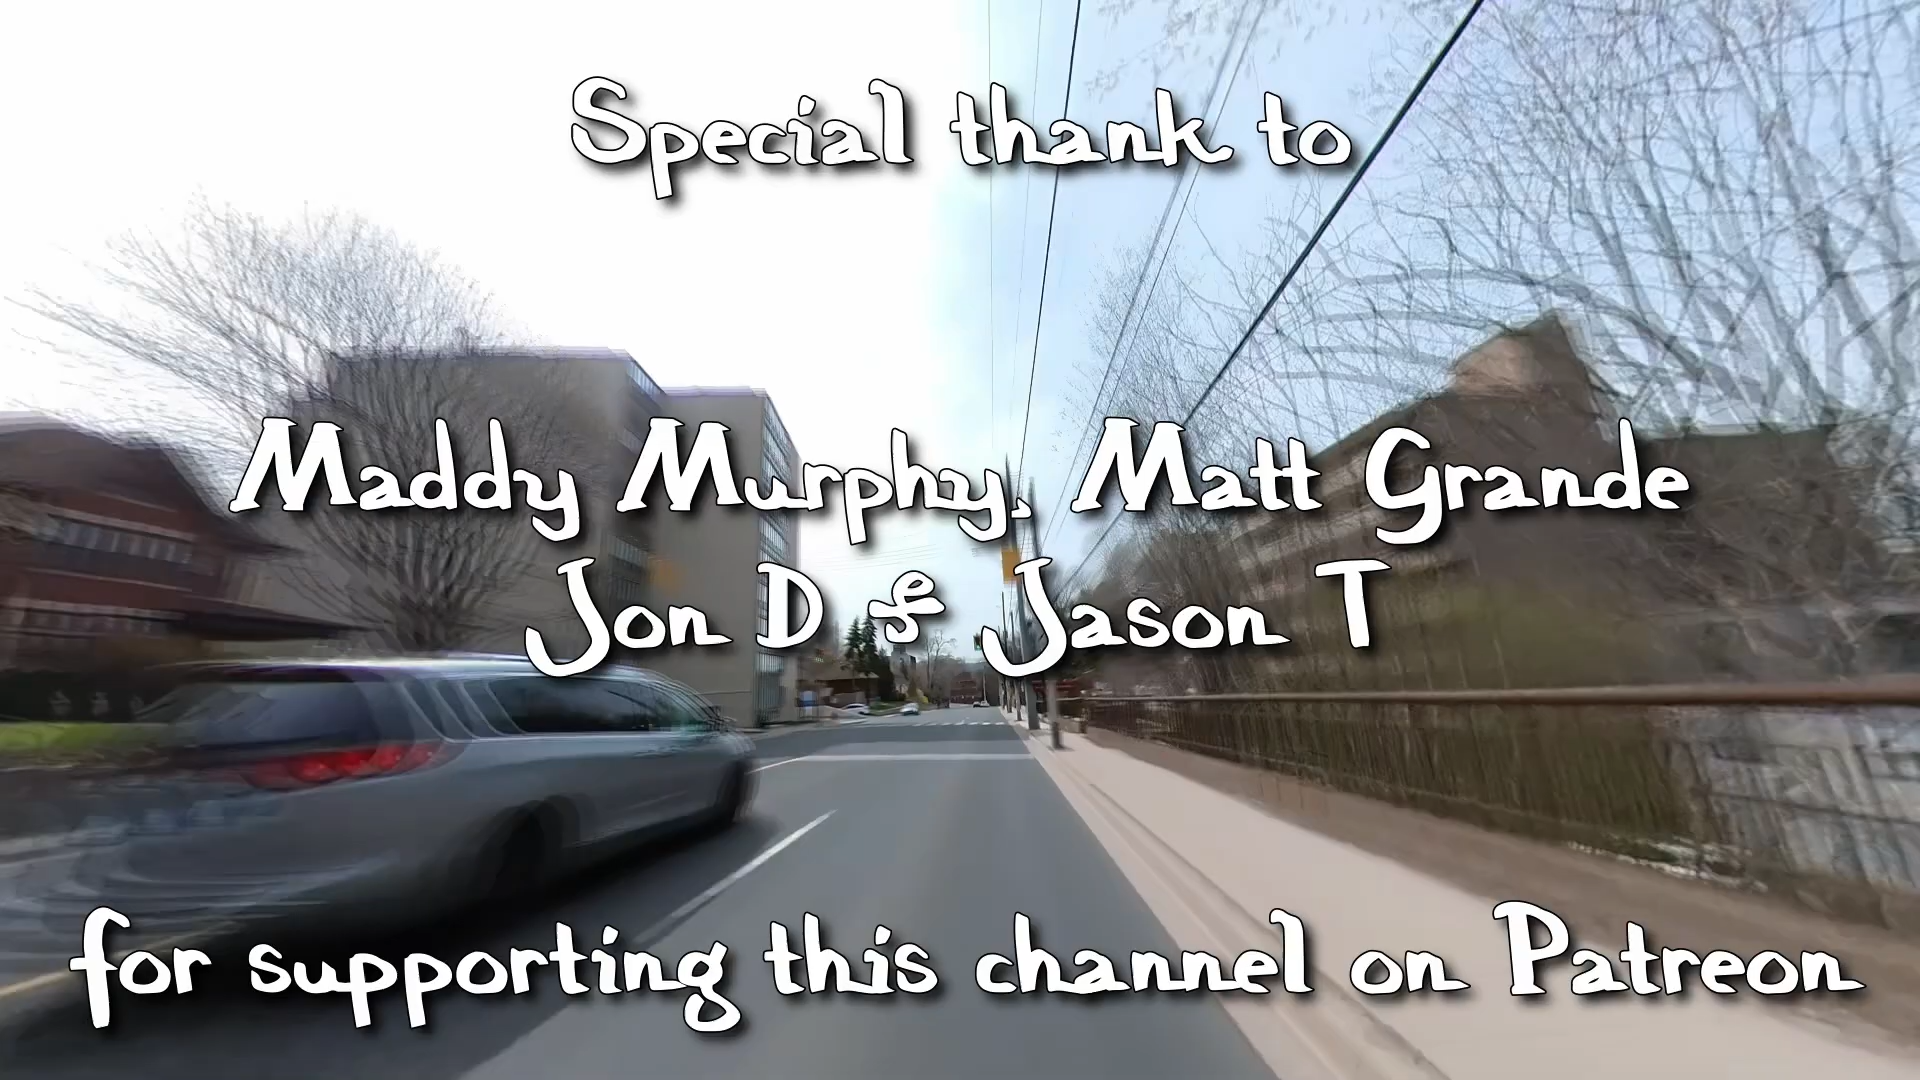 Special thank to
Maddy Murphy, Matt Grande
Jon D & Jason T
for supporting this channel on Patreon